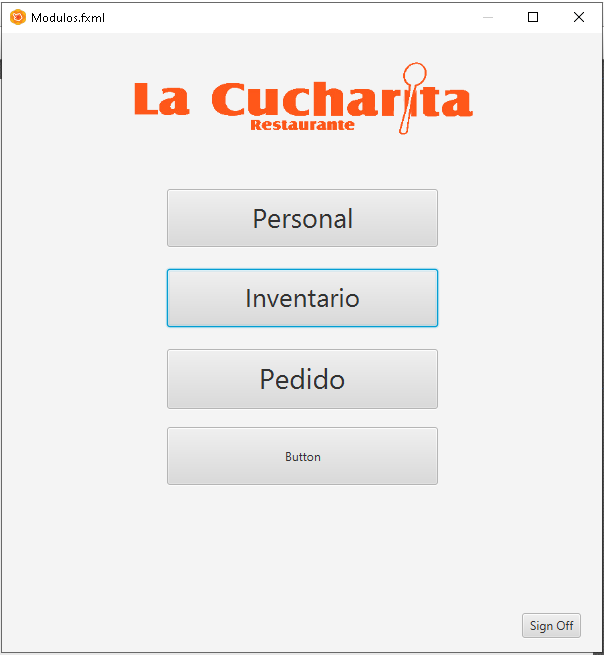 Modulos.fxml
La Cucharita
Restaurante
Personal
Inventario
Pedido
Button
Sign Off